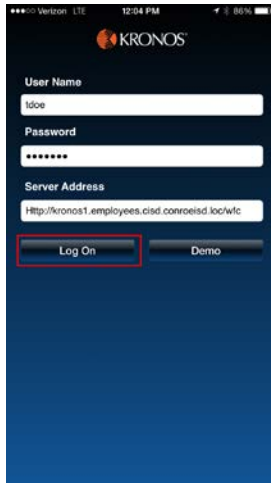 Verizon LTE 12:04 PM 86%
KRONOS
User Name
tdoe
Password
•••••••
Server Address
Http://kronos1.employees.cisd.conroeisd.loc/wfc
Log On Demo